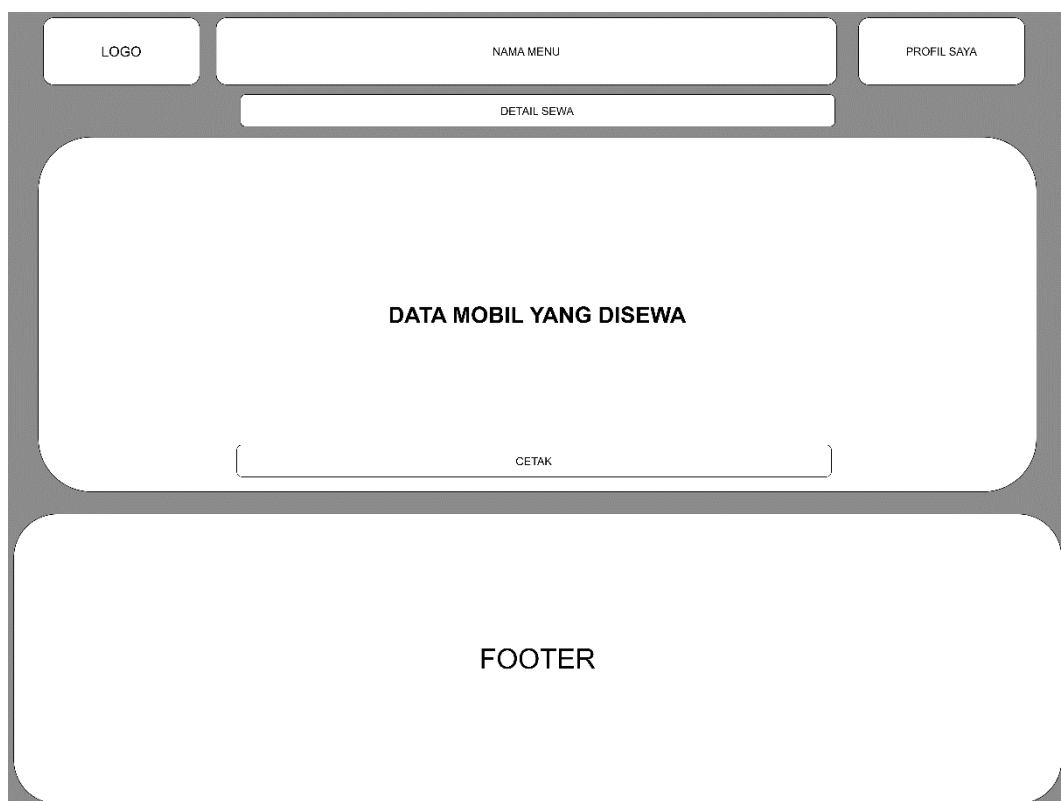 LOGO
NAMA MENU
PROFIL SAYA
DETAIL SEWA
DATA MOBIL YANG DISEWA
CETAK
FOOTER